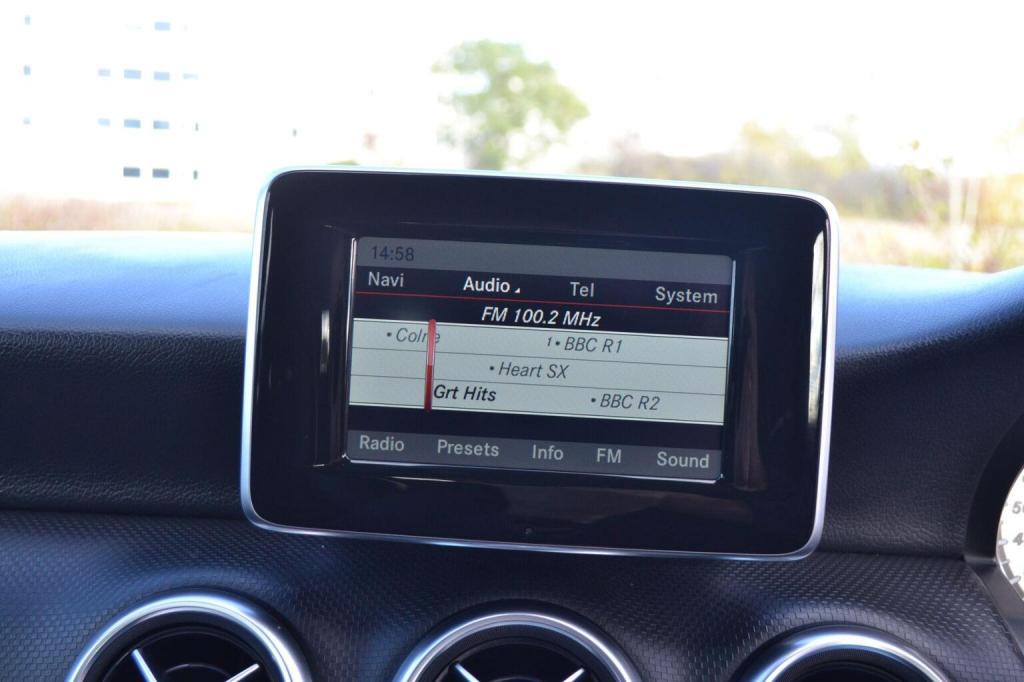 14:58
Navi Audio Tel System
FM 100.2 MHz
• Colne 1• BBC R1
• Heart SX
Grt Hits • BBC R2
Radio Presets Info FM Sound